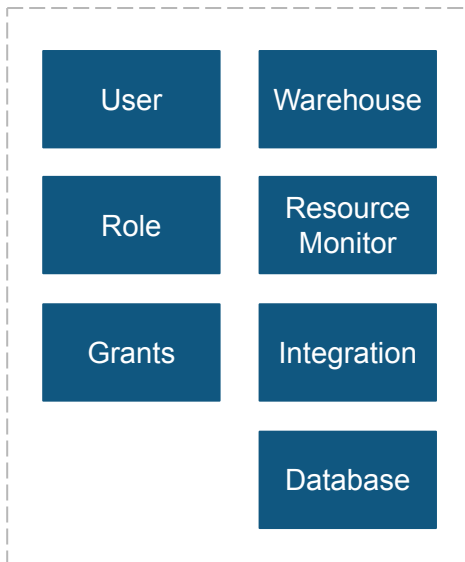 User
Warehouse
Role
Resource
Monitor
Grants
Integration
Database